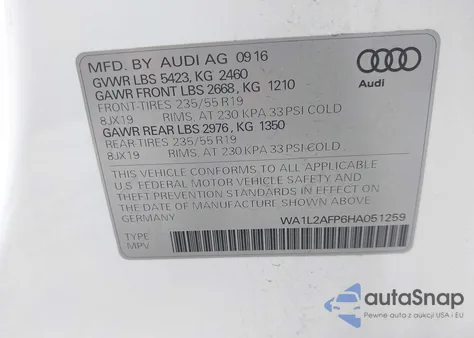 MFD. BY AUDI AG 09 16
GVWR LBS 5423, KG 2460
GAWR FRONT LBS 2668, KG 1210
FRONT-TIRES 235/55 R19
8JX19 RIMS, AT 230 KPA 33 PSI COLD
GAWR REAR LBS 2976, KG 1350
REAR-TIRES 235/55 R19
8JX19 RIMS, AT 230 KPA 33 PSI COLD
Audi
THIS VEHICLE CONFORMS TO ALL APPLICABLE
U.S. FEDERAL MOTOR VEHICLE SAFETY AND
THEFT PREVENTION STANDARDS IN EFFECT ON
THE DATE OF MANUFACTURE SHOWN ABOVE
GERMANY
WA1L2AFP6HA051259
TYPE
MPV
autoSnap
Pewne auta z aukcji USA i EU